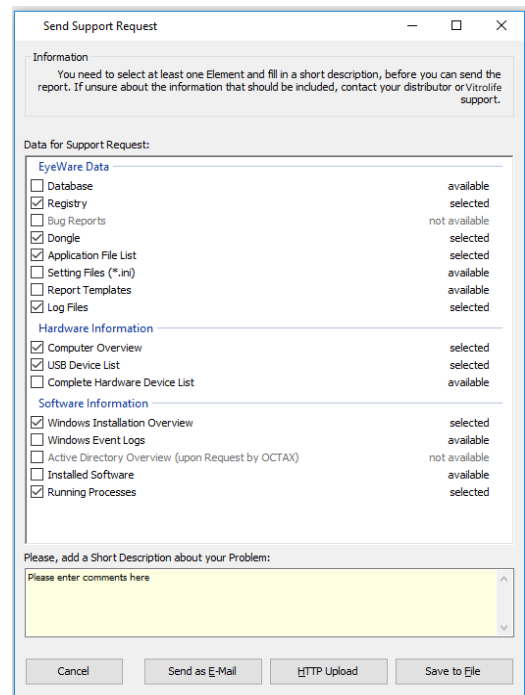 Send Support Request
Information
You need to select at least one Element and fill in a short description, before you can send the
report. If unsure about the information that should be included, contact your distributor or Vitrolife
support.
Data for Support Request:
EyeWare Data
Database available
Registry selected
Bug Reports not available
Dongle selected
Application File List selected
Setting Files (*.ini) available
Report Templates available
Log Files selected
Hardware Information
Computer Overview selected
USB Device List selected
Complete Hardware Device List available
Software Information
Windows Installation Overview selected
Windows Event Logs available
Active Directory Overview (upon Request by OCTAX) not available
Installed Software available
Running Processes selected
Please, add a Short Description about your Problem:
Please enter comments here
Cancel Send as E-Mail HTTP Upload Save to File